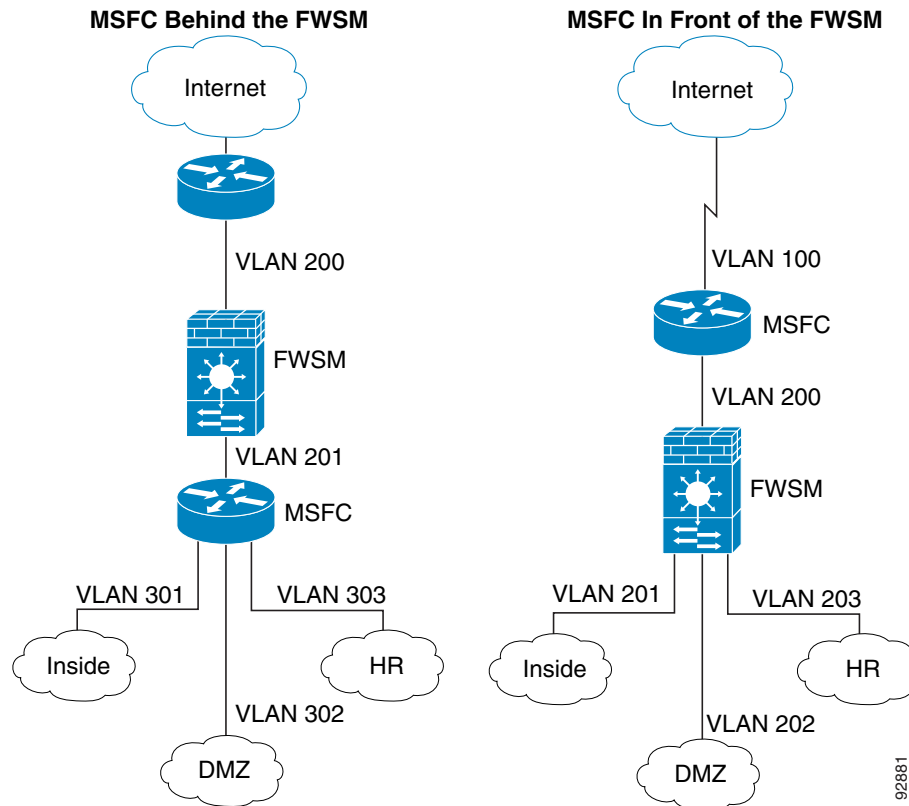 MSFC Behind the FWSM
Internet
VLAN 200
FWSM
VLAN 201
MSFC
VLAN 301
VLAN 303
Inside
HR
VLAN 302
DMZ
MSFC In Front of the FWSM
Internet
VLAN 100
MSFC
VLAN 200
FWSM
VLAN 201
VLAN 203
Inside
HR
VLAN 202
DMZ
92881